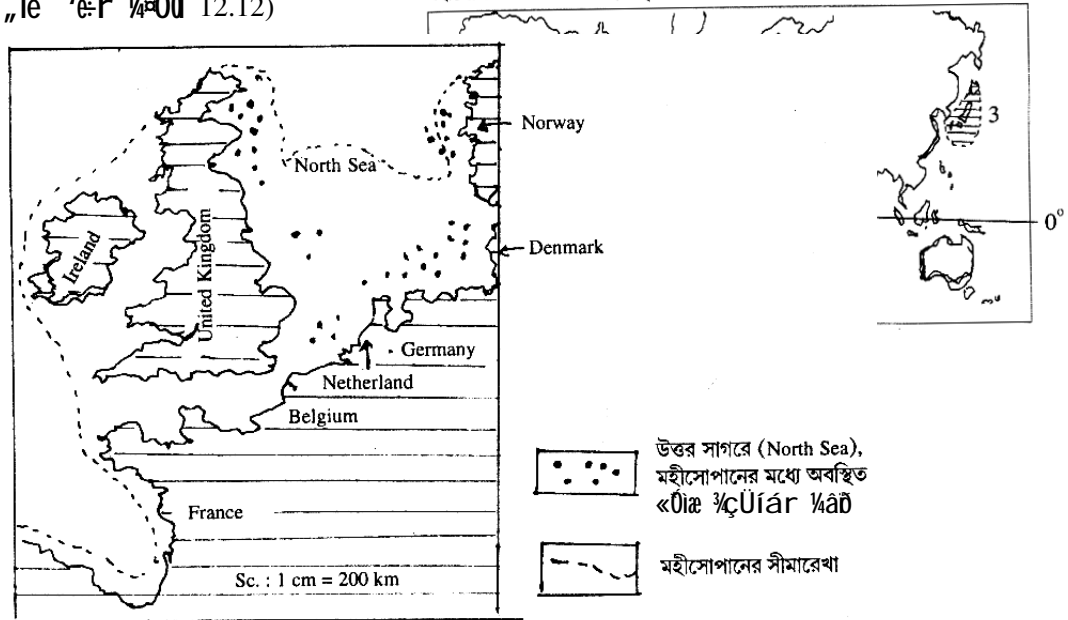 12.12)
Norway
3
North Sea
0°
United Kingdom
Denmark
Ireland
Germany
Netherland
Belgium
উত্তর সাগরে (North Sea),
মহীসোপানের মধ্যে অবস্থিত
France
মহীসোপানের সীমারেখা
Sc. : 1 cm = 200 km